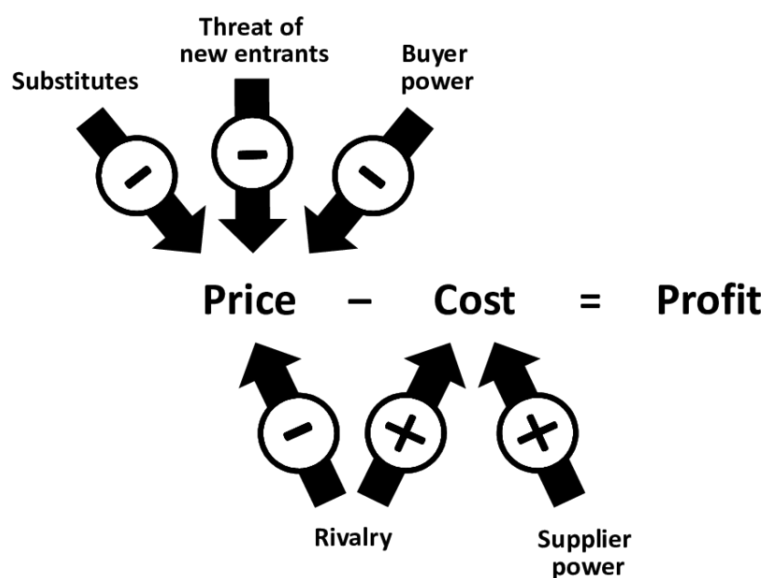 Threat of
new entrants
Substitutes
Buyer
power
Price – Cost = Profit
Rivalry
Supplier
power